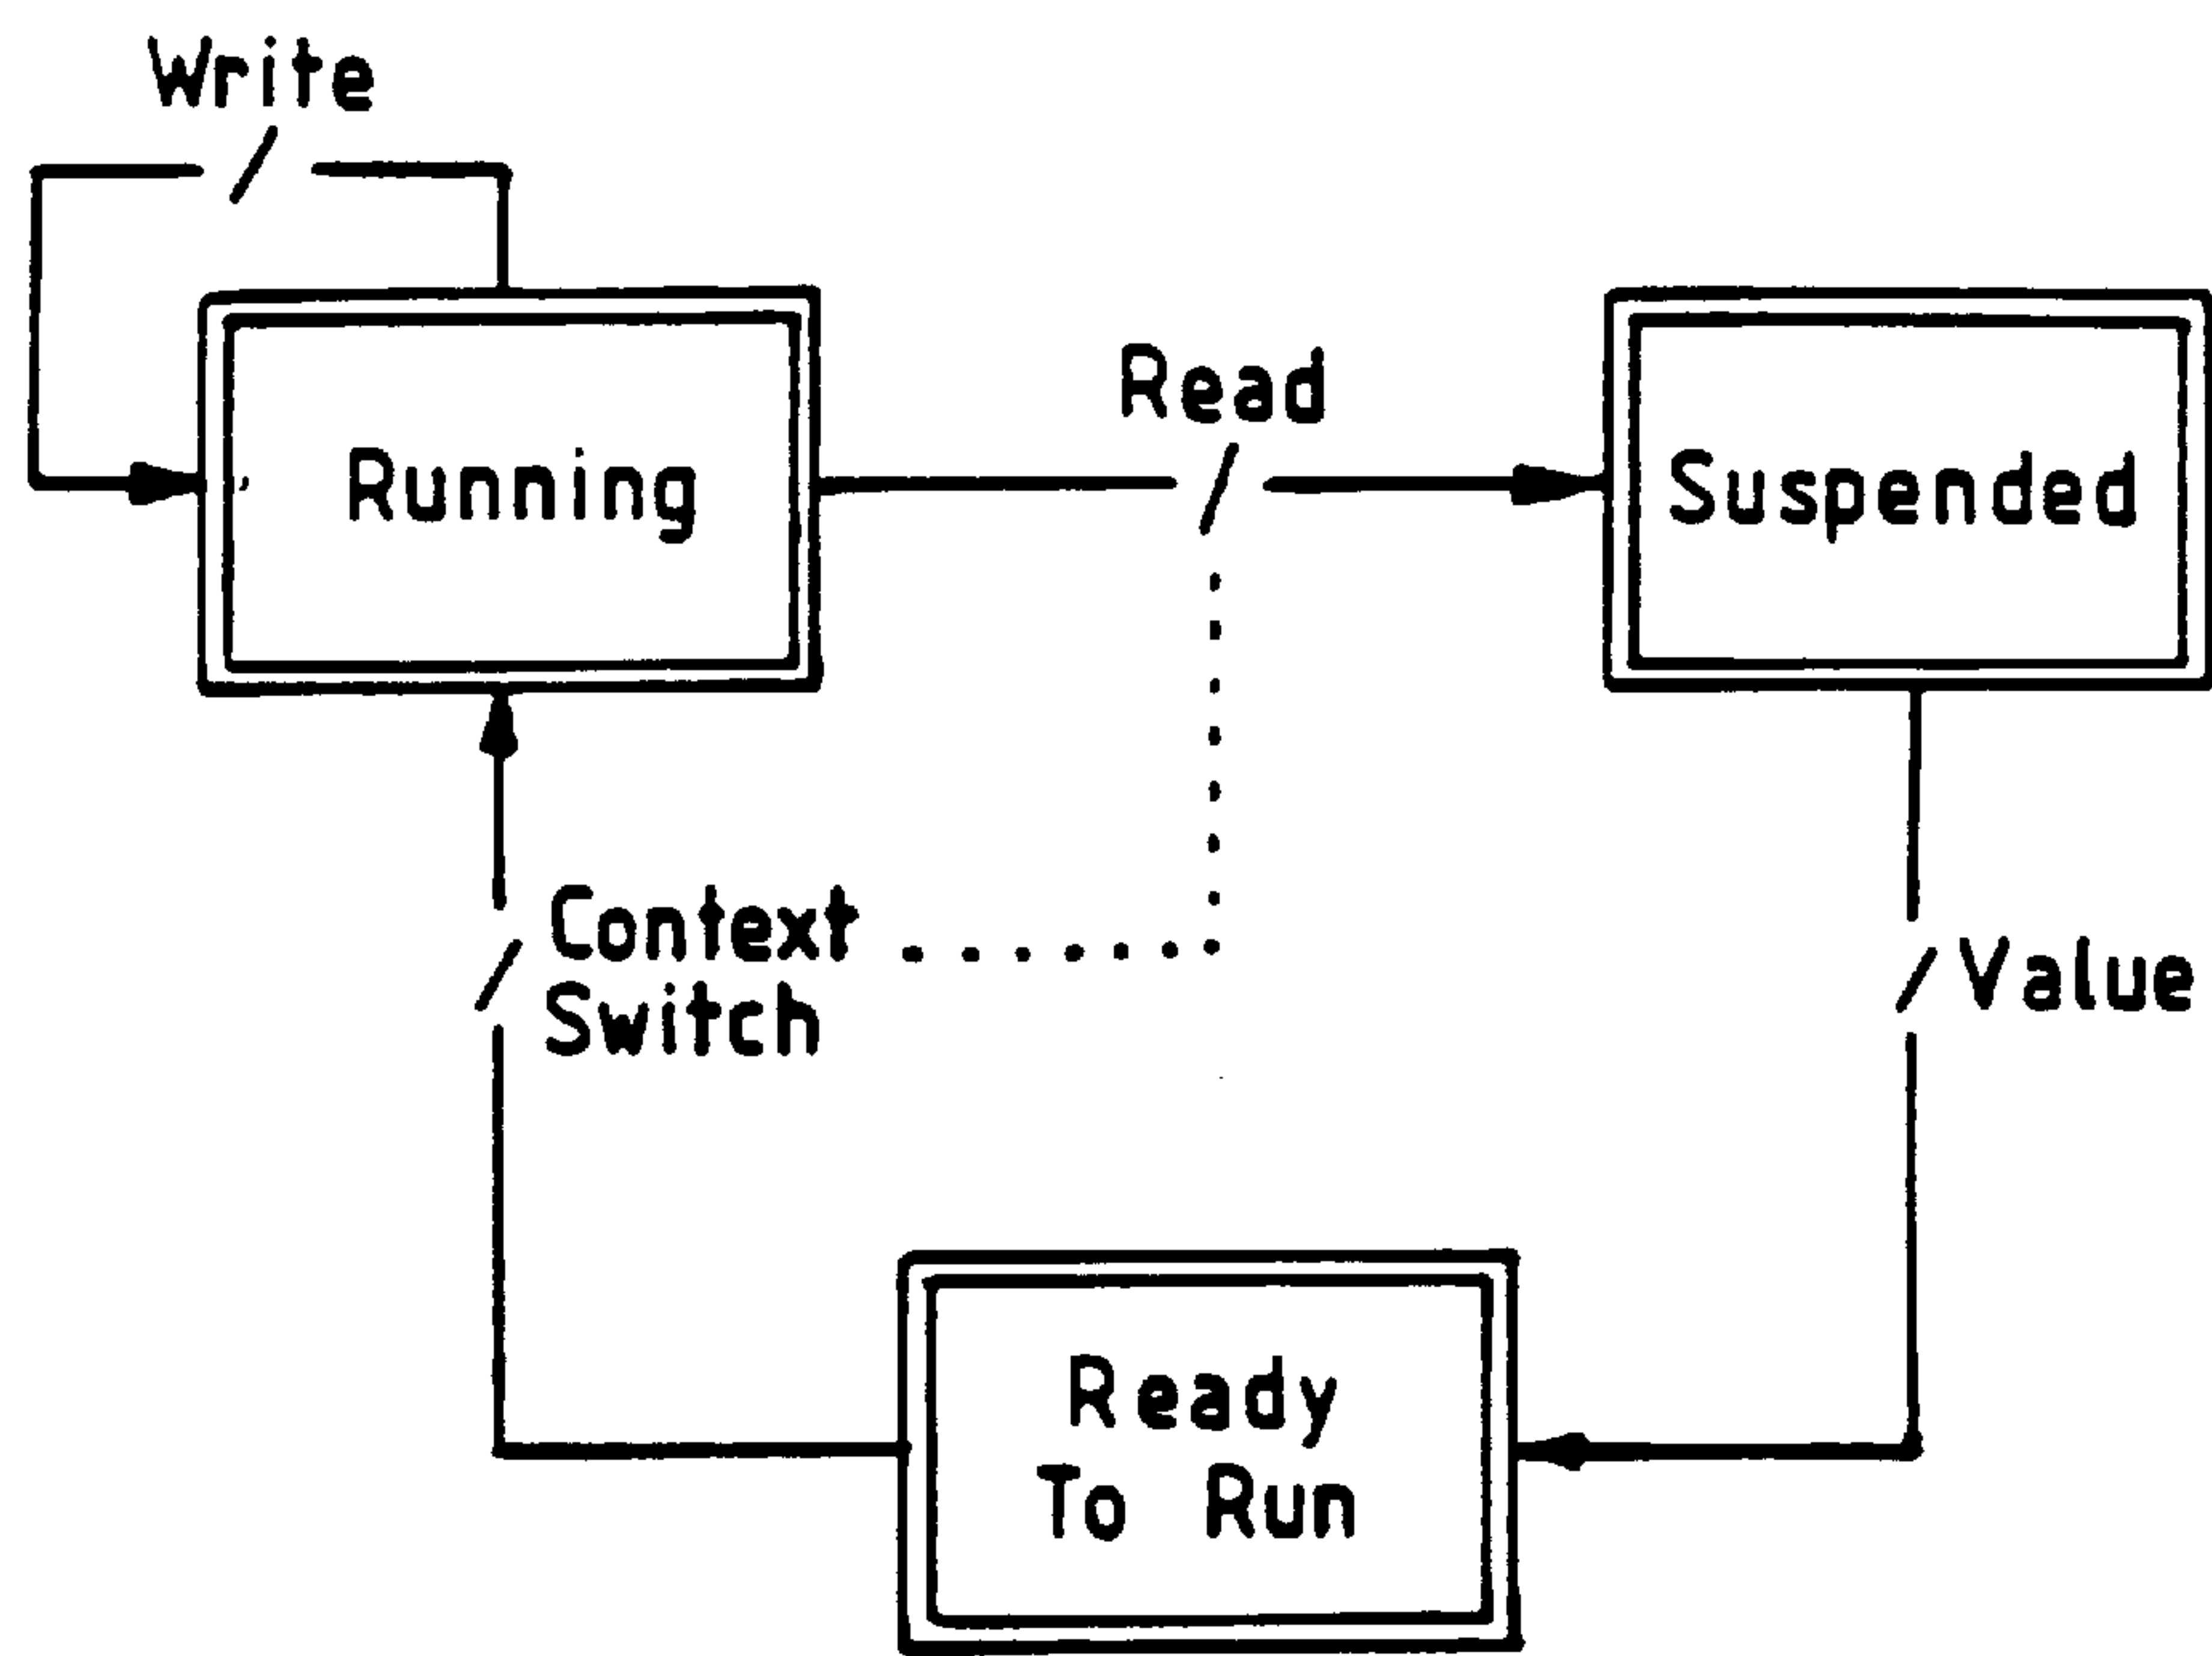 Write
Read
Running
Suspended
Context
Switch
Value
Ready
To Run